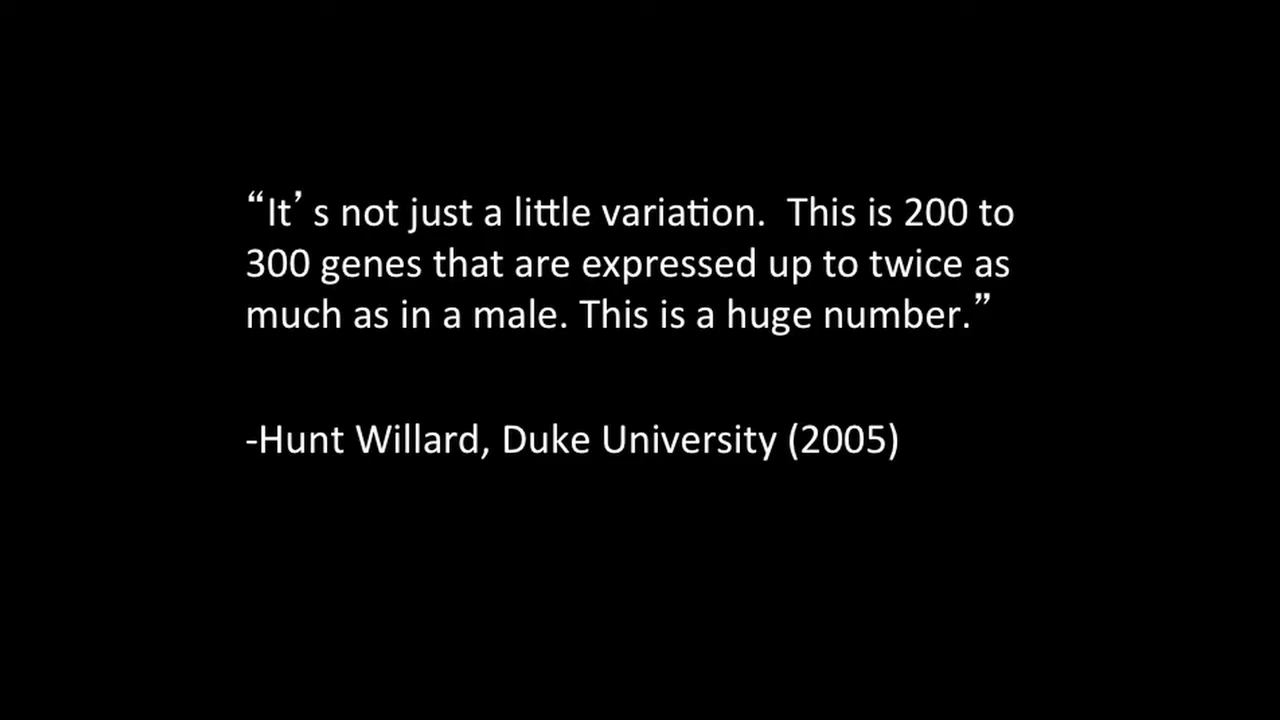 “It’s not just a little variation.  This is 200 to
300 genes that are expressed up to twice as
much as in a male. This is a huge number.”
-Hunt Willard, Duke University (2005)